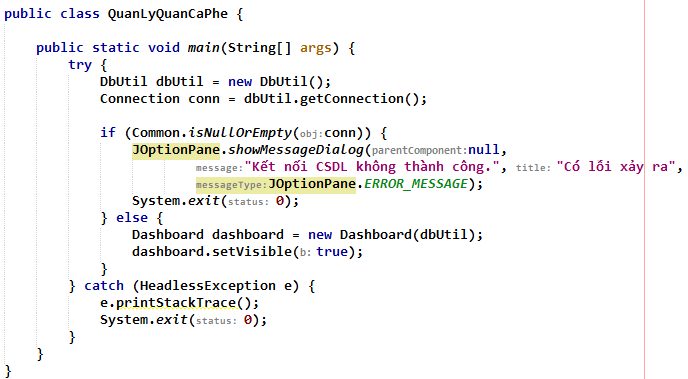 public class QuanLyQuanCaPhe {
public static void main(String[] args) {
try {
DbUtil dbUtil = new DbUtil();
Connection conn = dbUtil.getConnection();
if (Common.isNullOrEmpty(obj: conn)) {
JOptionPane.showMessageDialog(parentComponent: null,
message: "Kết nối CSDL không thành công.", title: "Có lỗi xảy ra",
messageType: JOptionPane.ERROR_MESSAGE);
System.exit(status: 0);
} else {
Dashboard dashboard = new Dashboard(dbUtil);
dashboard.setVisible(b: true);
}
} catch (HeadlessException e) {
e.printStackTrace();
System.exit(status: 0);
}
}
}